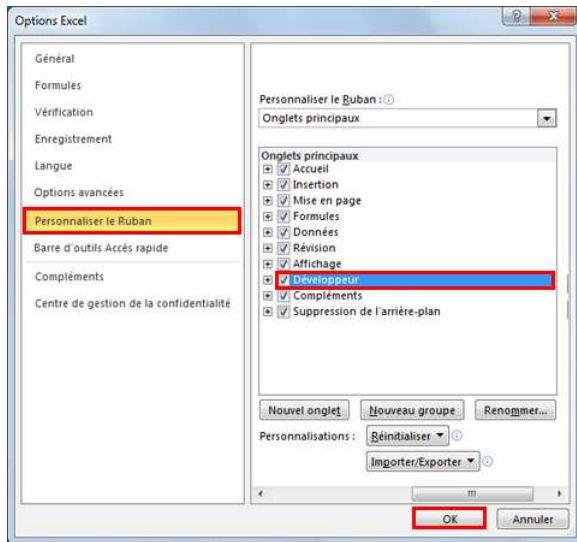 Options Excel
Général
Formules
Vérification
Enregistrement
Langue
Options avancées
Personnaliser le Ruban
Barre d'outils Accès rapide
Compléments
Centre de gestion de la confidentialité
Personnaliser le Ruban :
Onglets principaux
Onglets principaux
Accueil
Insertion
Mise en page
Formules
Données
Révision
Affichage
Développeur
Compléments
Suppression de l'arrière-plan
Nouvel onglet Nouveau groupe Renommer...
Personnalisations : Réinitialiser
Importer/Exporter
OK Annuler